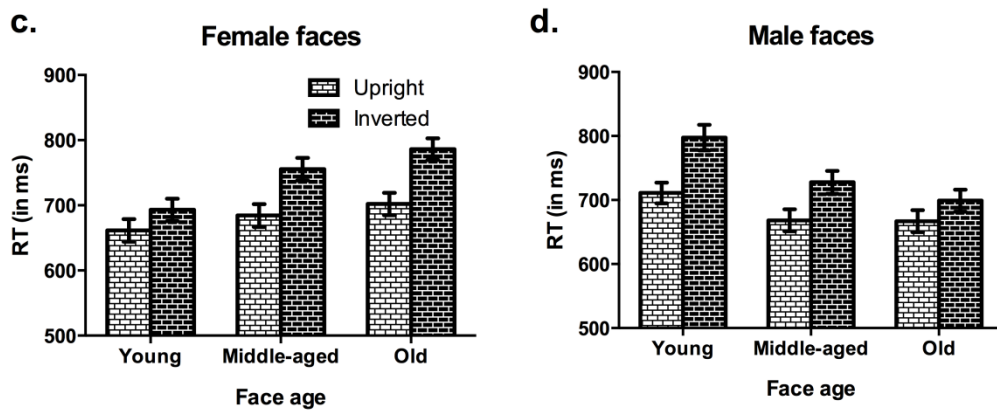 c.
Female faces
RT (in ms)
900
800
700
600
500
Upright
Inverted
Young Middle-aged Old
Face age
d.
Male faces
RT (in ms)
900
800
700
600
500
Young Middle-aged Old
Face age